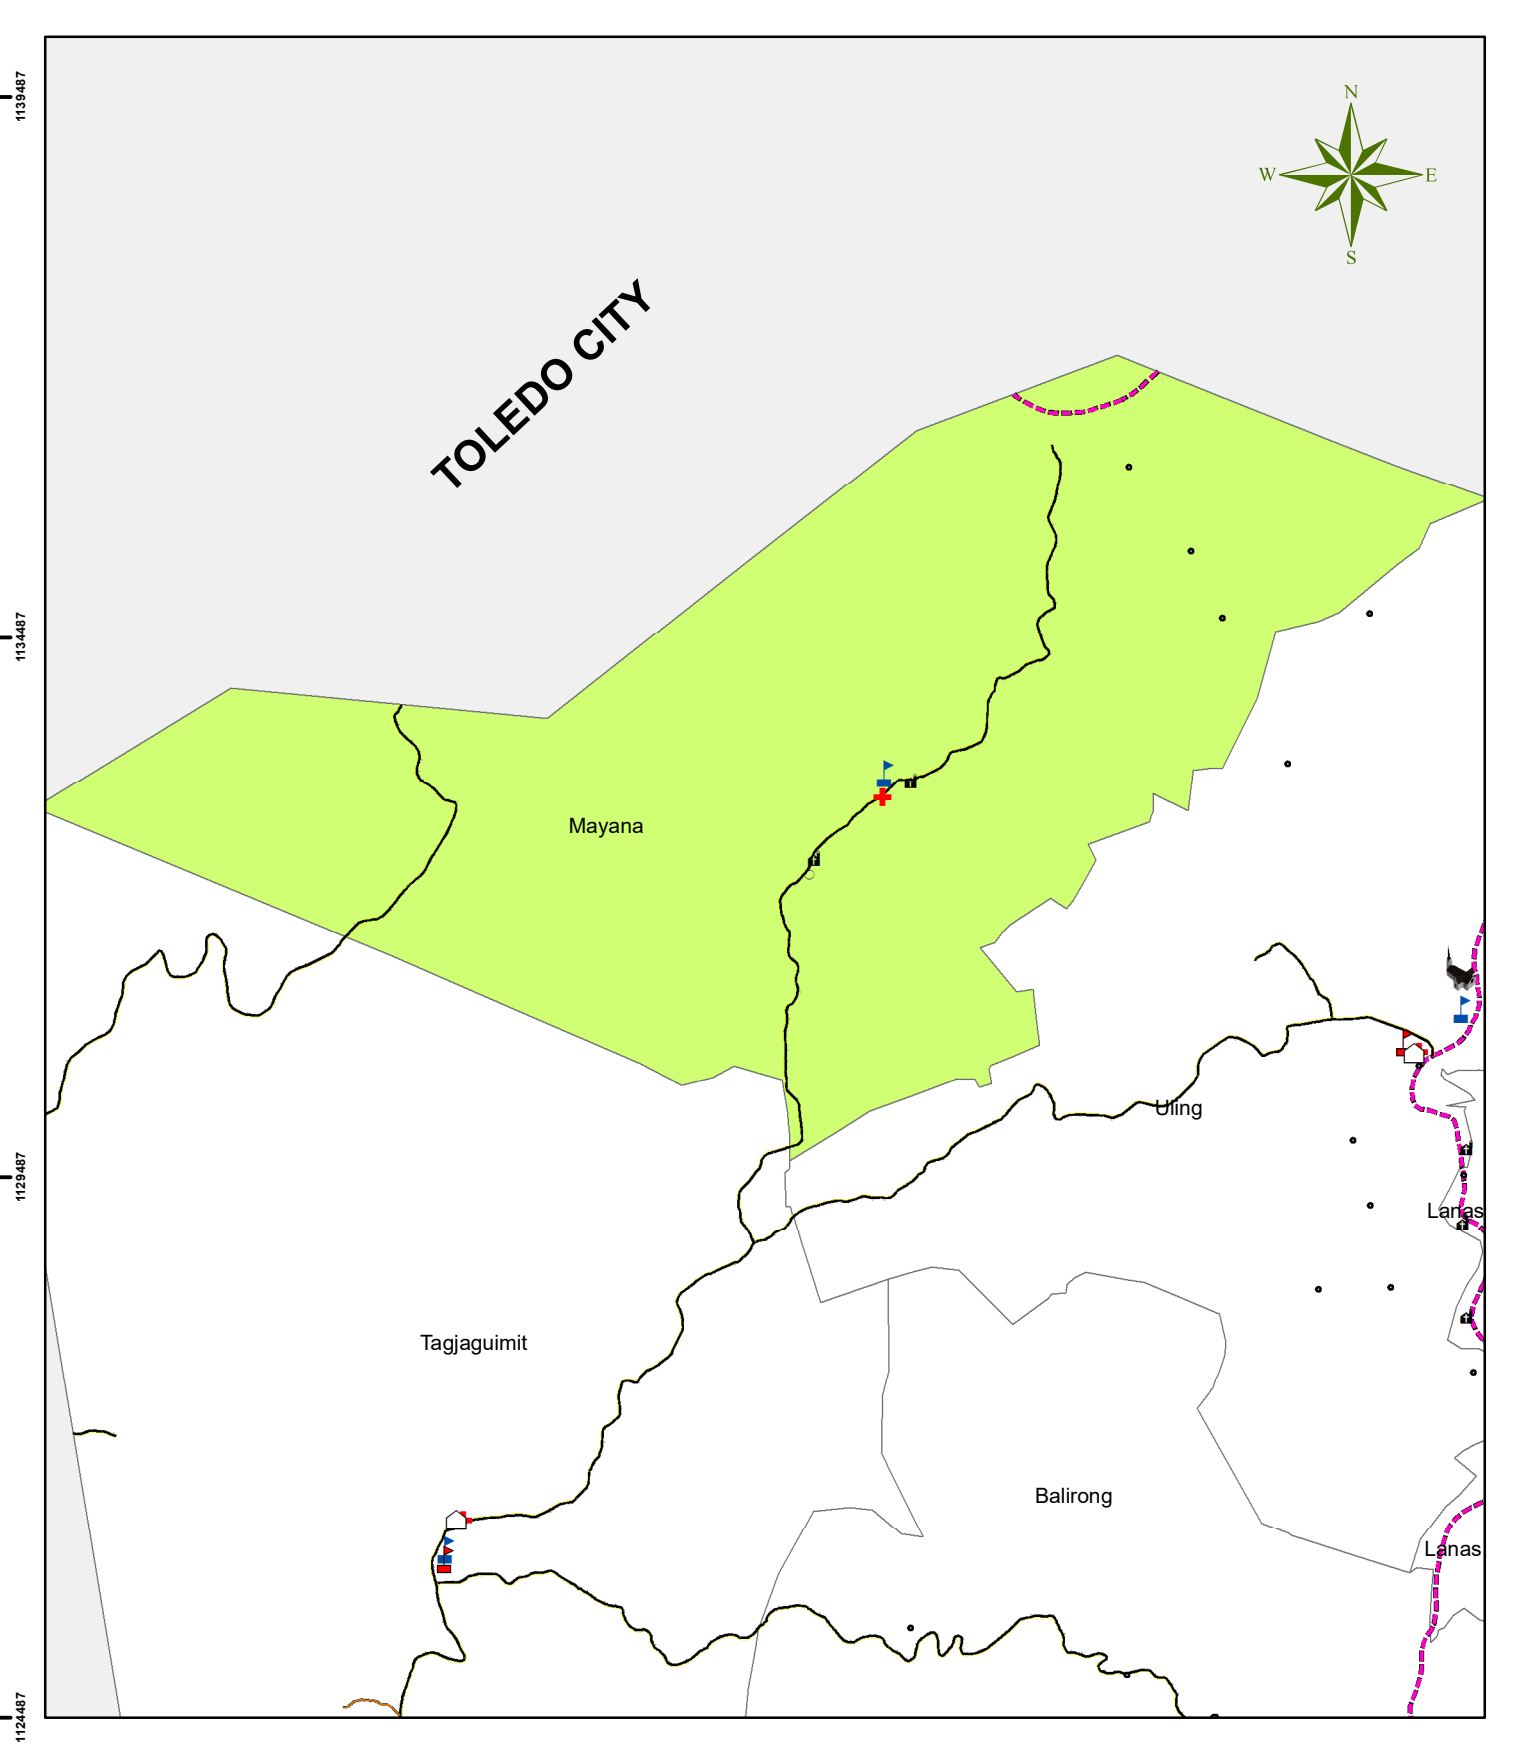 1139487
N
W
E
S
TOLEDO CITY
1134487
Mayana
Uling
1129487
Lanas
Tagjaguimit
Balirong
Lanas
1124487